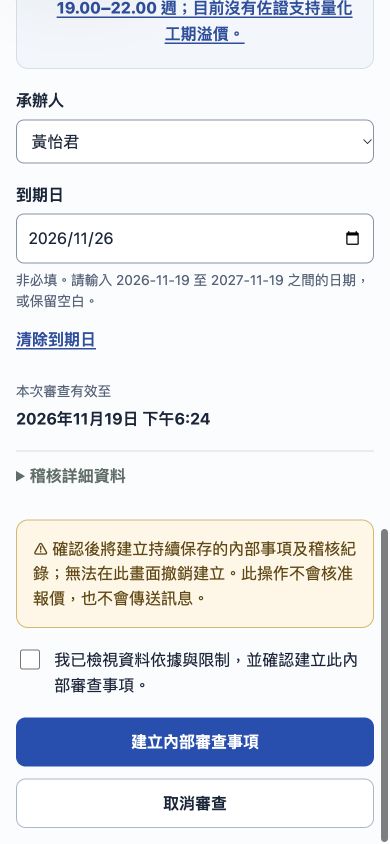 19.00–22.00 週；目前沒有佐證支持量化
工期溢價。
承辦人
黃怡君
到期日
2026/11/26
非必填。請輸入 2026-11-19 至 2027-11-19 之間的日期，
或保留空白。
清除到期日
本次審查有效至
2026年11月19日 下午6:24
▶ 稽核詳細資料
⚠ 確認後將建立持續保存的內部事項及稽核紀
錄；無法在此畫面撤銷建立。此操作不會核准
報價，也不會傳送訊息。
我已檢視資料依據與限制，並確認建立此內
部審查事項。
建立內部審查事項
取消審查